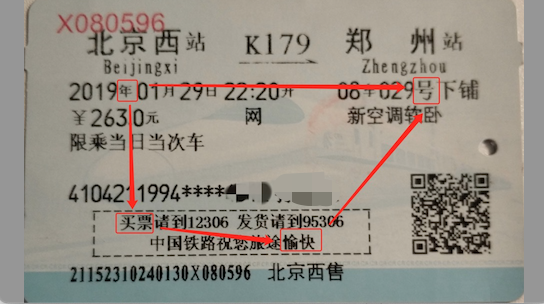 X080596
北京西站 K179 郑州站
Beijingxi Zhengzhou
2019年01月29日22:20开 08车029号下铺
￥263.0元 网 新空调软卧
限乘当日当次车
4104211994****
买票请到12306 发货请到95306
中国铁路祝您旅途愉快
21152310240130X080596 北京西售